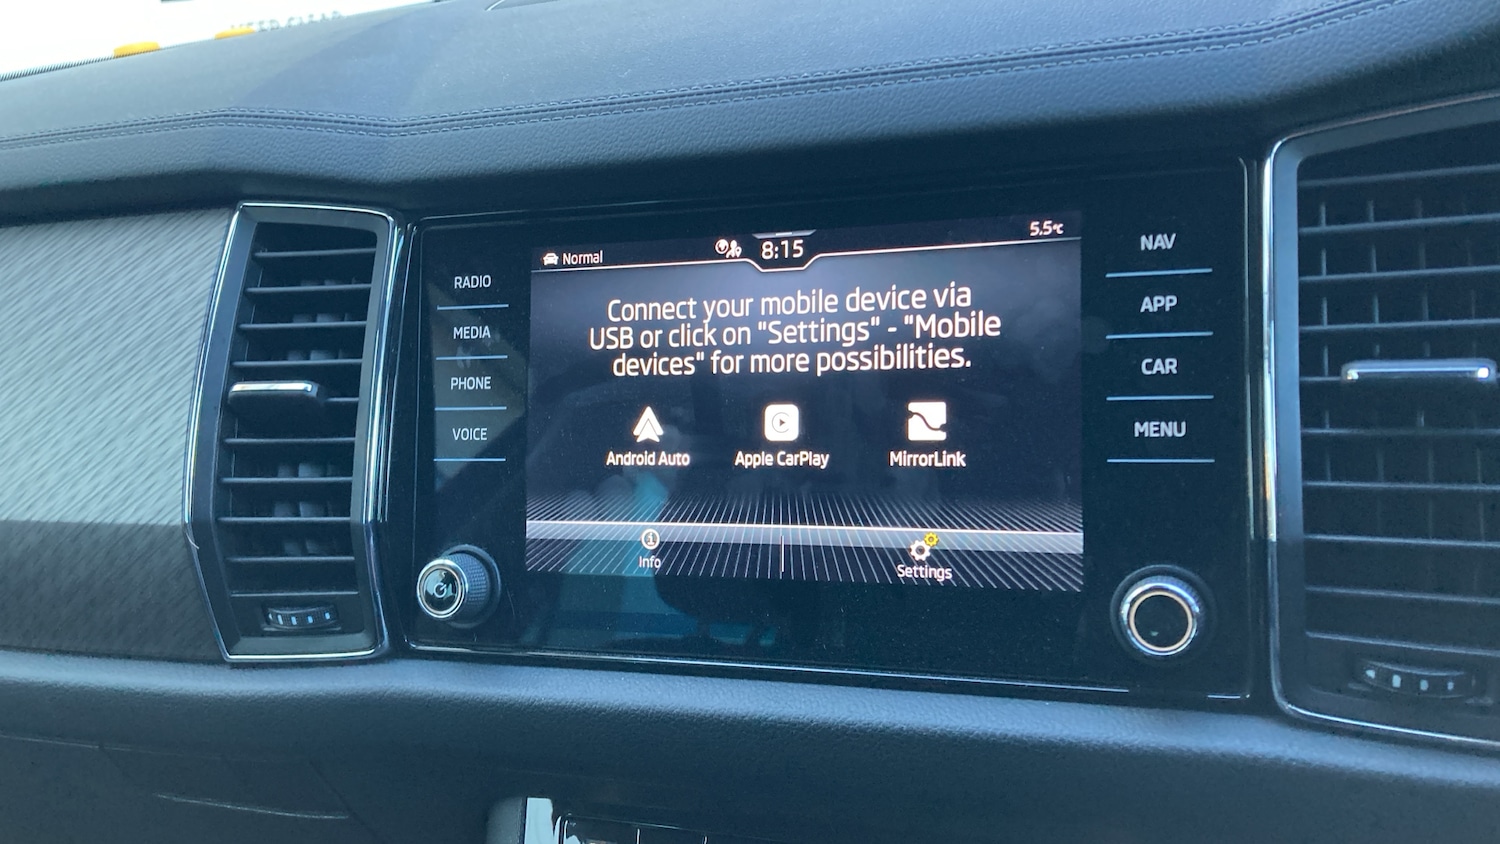 RADIO
MEDIA
PHONE
VOICE
Normal
8:15
5.5°C
Connect your mobile device via
USB or click on "Settings" - "Mobile
devices" for more possibilities.
Android Auto
Apple CarPlay
MirrorLink
Info
Settings
NAV
APP
CAR
MENU